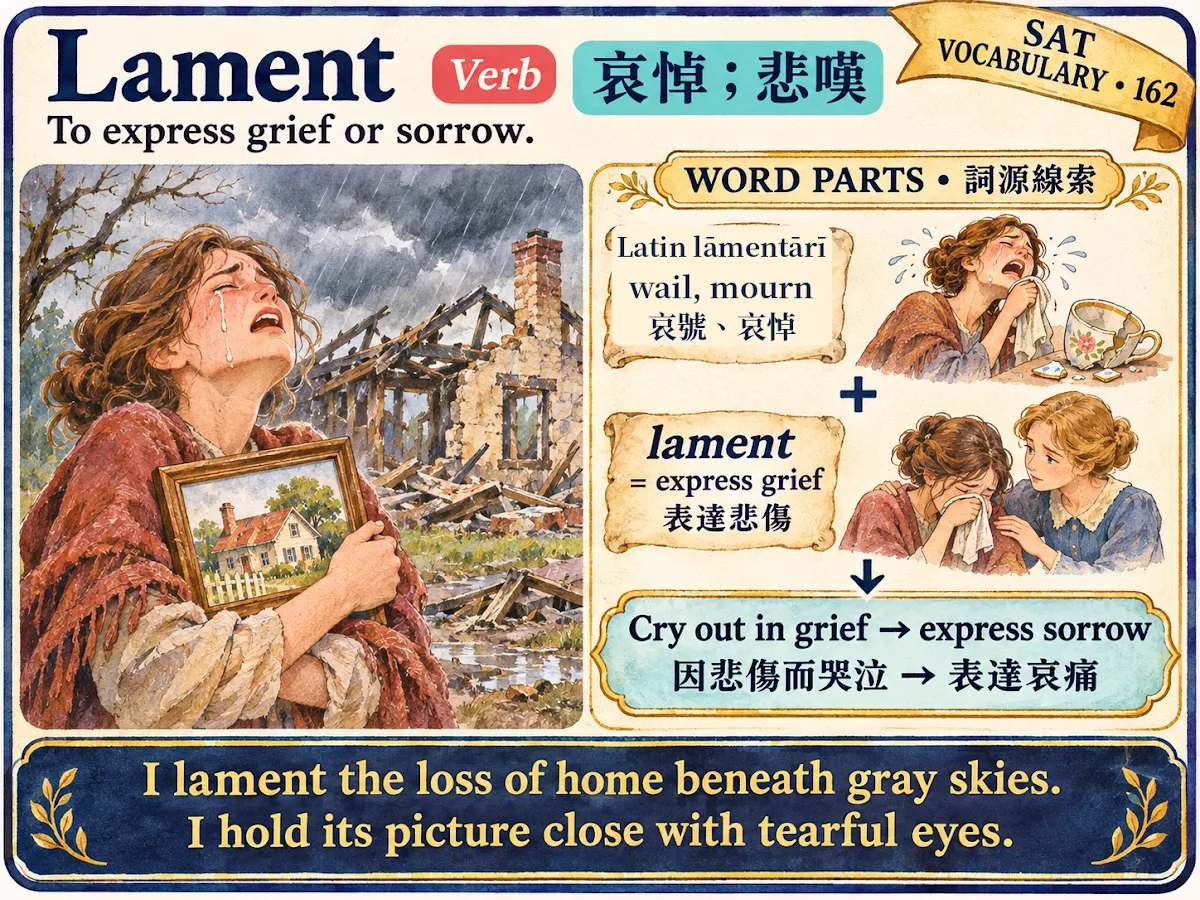 Lament
Verb
哀悼；悲嘆
SAT
VOCABULARY • 162
To express grief or sorrow.
WORD PARTS • 詞源線索
Latin lāmentārī
wail, mourn
哀號、哀悼
+
lament
= express grief
表達悲傷
Cry out in grief → express sorrow
因悲傷而哭泣 → 表達哀痛
I lament the loss of home beneath gray skies.
I hold its picture close with tearful eyes.